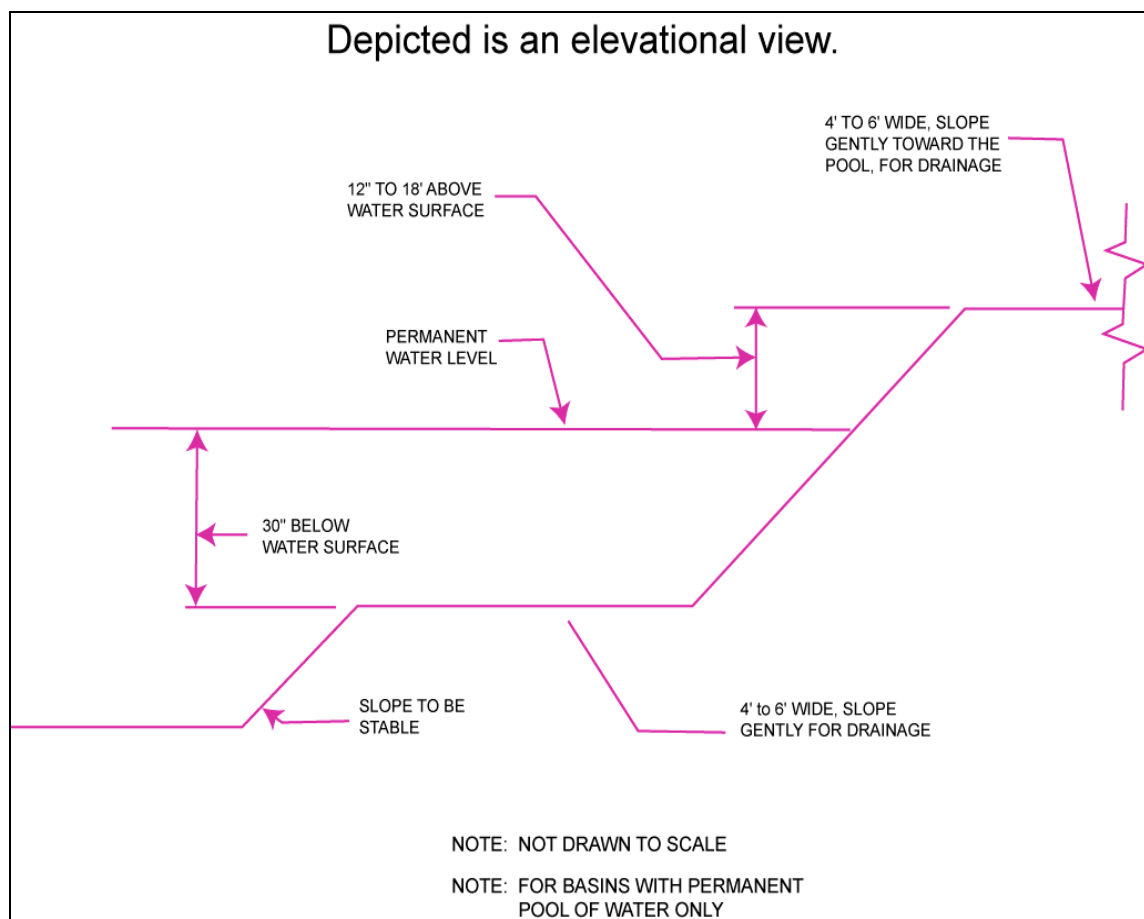 Depicted is an elevational view.
4' TO 6' WIDE, SLOPE
GENTLY TOWARD THE
POOL, FOR DRAINAGE
12" TO 18' ABOVE
WATER SURFACE
PERMANENT
WATER LEVEL
30" BELOW
WATER SURFACE
SLOPE TO BE
STABLE
4' to 6' WIDE, SLOPE
GENTLY FOR DRAINAGE
NOTE: NOT DRAWN TO SCALE
NOTE: FOR BASINS WITH PERMANENT
POOL OF WATER ONLY